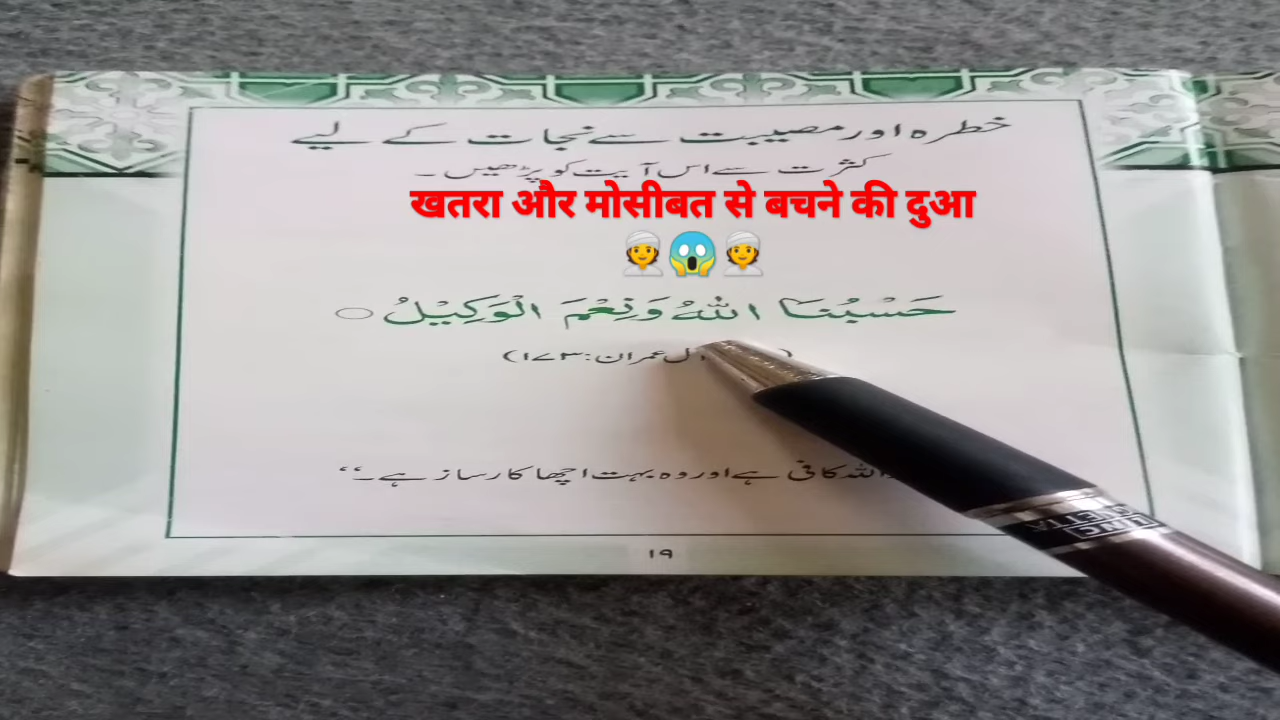 خطرہ اور مصیبت سے نجات کے لیے
کثرت سے اس آیت کو پڑھیں۔
खतरा और मोसीबत से बचने की दुआ
👳😱👳
حَسْبُنَا اللّٰهُ وَنِعْمَ الْوَكِيْلُ ○
ل عمران: ۱۷۳)
اللہ کافی ہے اور وہ بہت اچھا کارساز ہے۔‘‘
۱۹
LINC